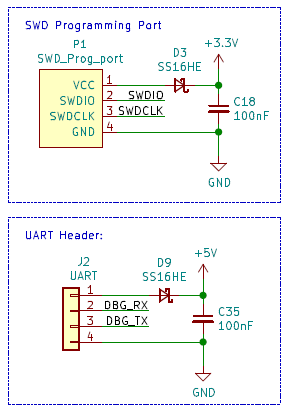 SWD Programming Port
P1
SWD_Prog_port
VCC 1
SWDIO 2 SWDIO
SWDCLK 3 SWDCLK
GND 4
D3
SS16HE
+3.3V
C18
100nF
GND
UART Header:
J2
UART
1
2 DBG_RX
3 DBG_TX
4
D9
SS16HE
+5V
C35
100nF
GND